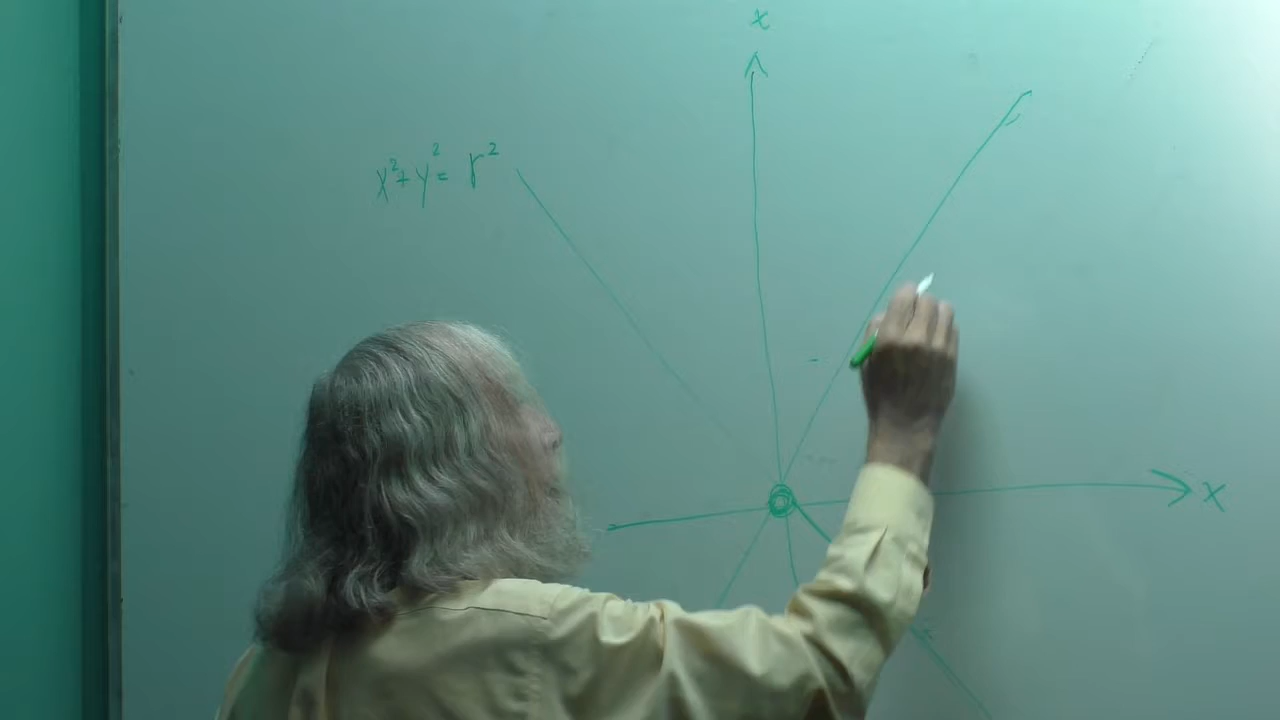 x
x²+y²= r²
x